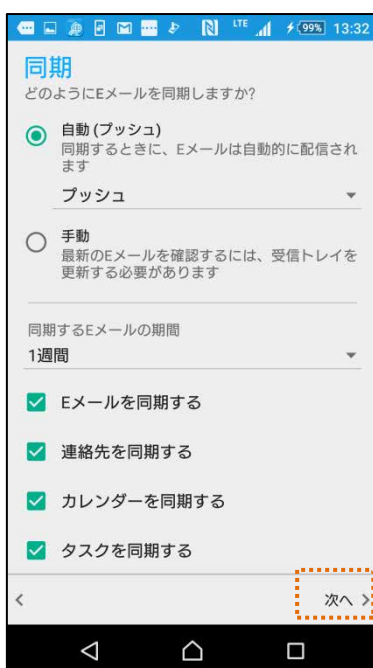 LTE 99% 13:32
同期
どのようにEメールを同期しますか?
自動 (プッシュ)
同期するときに、Eメールは自動的に配信され
ます
プッシュ
手動
最新のEメールを確認するには、受信トレイを
更新する必要があります
同期するEメールの期間
1週間
Eメールを同期する
連絡先を同期する
カレンダーを同期する
タスクを同期する
次へ